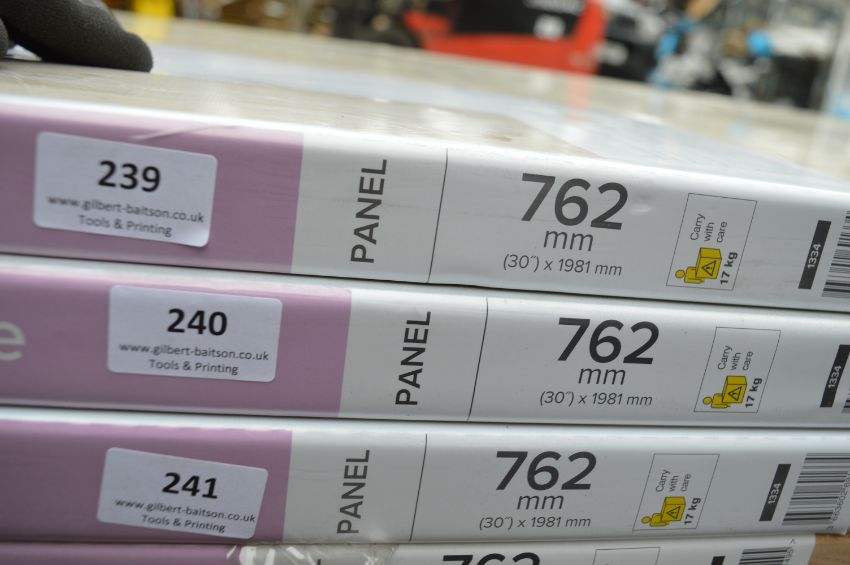 239
www.gilbert-baitson.co.uk
Tools & Printing
PANEL
762
mm
(30˝) x 1981 mm
Carry
with
care
17 kg
1334
e
240
www.gilbert-baitson.co.uk
Tools & Printing
PANEL
762
mm
(30˝) x 1981 mm
Carry
with
care
17 kg
1334
241
www.gilbert-baitson.co.uk
Tools & Printing
PANEL
762
mm
(30˝) x 1981 mm
Carry
with
care
17 kg
1334
762